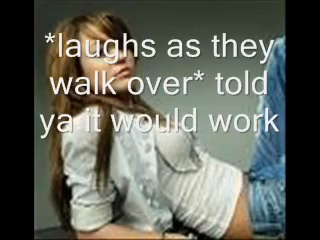 *laughs as they
walk over* told
ya it would work